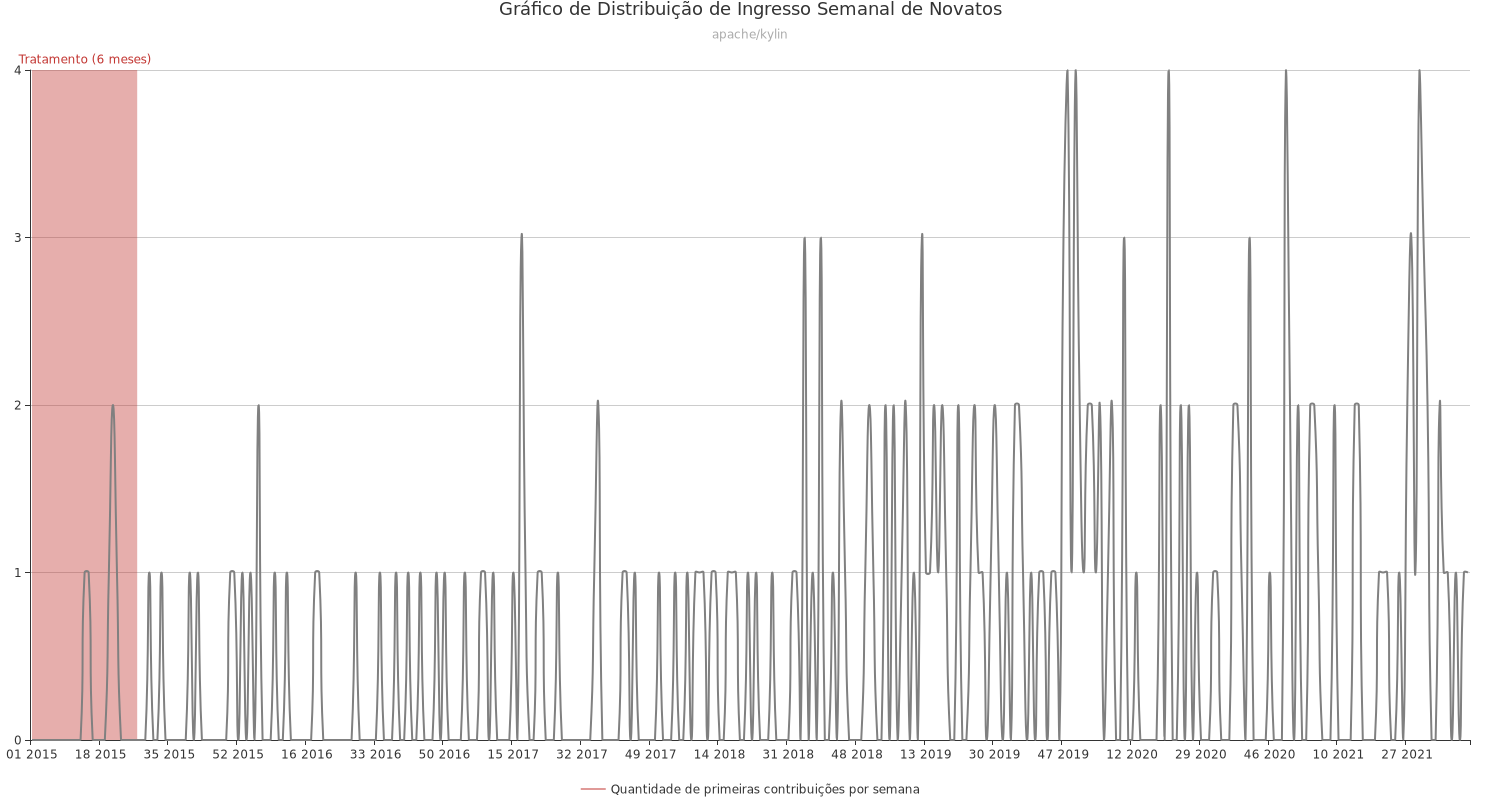 Gráfico de Distribuição de Ingresso Semanal de Novatos
apache/kylin
Tratamento (6 meses)
4
3
2
1
0
01 2015 18 2015 35 2015 52 2015 16 2016 33 2016 50 2016 15 2017 32 2017 49 2017 14 2018 31 2018 48 2018 13 2019 30 2019 47 2019 12 2020 29 2020 46 2020 10 2021 27 2021
Quantidade de primeiras contribuições por semana